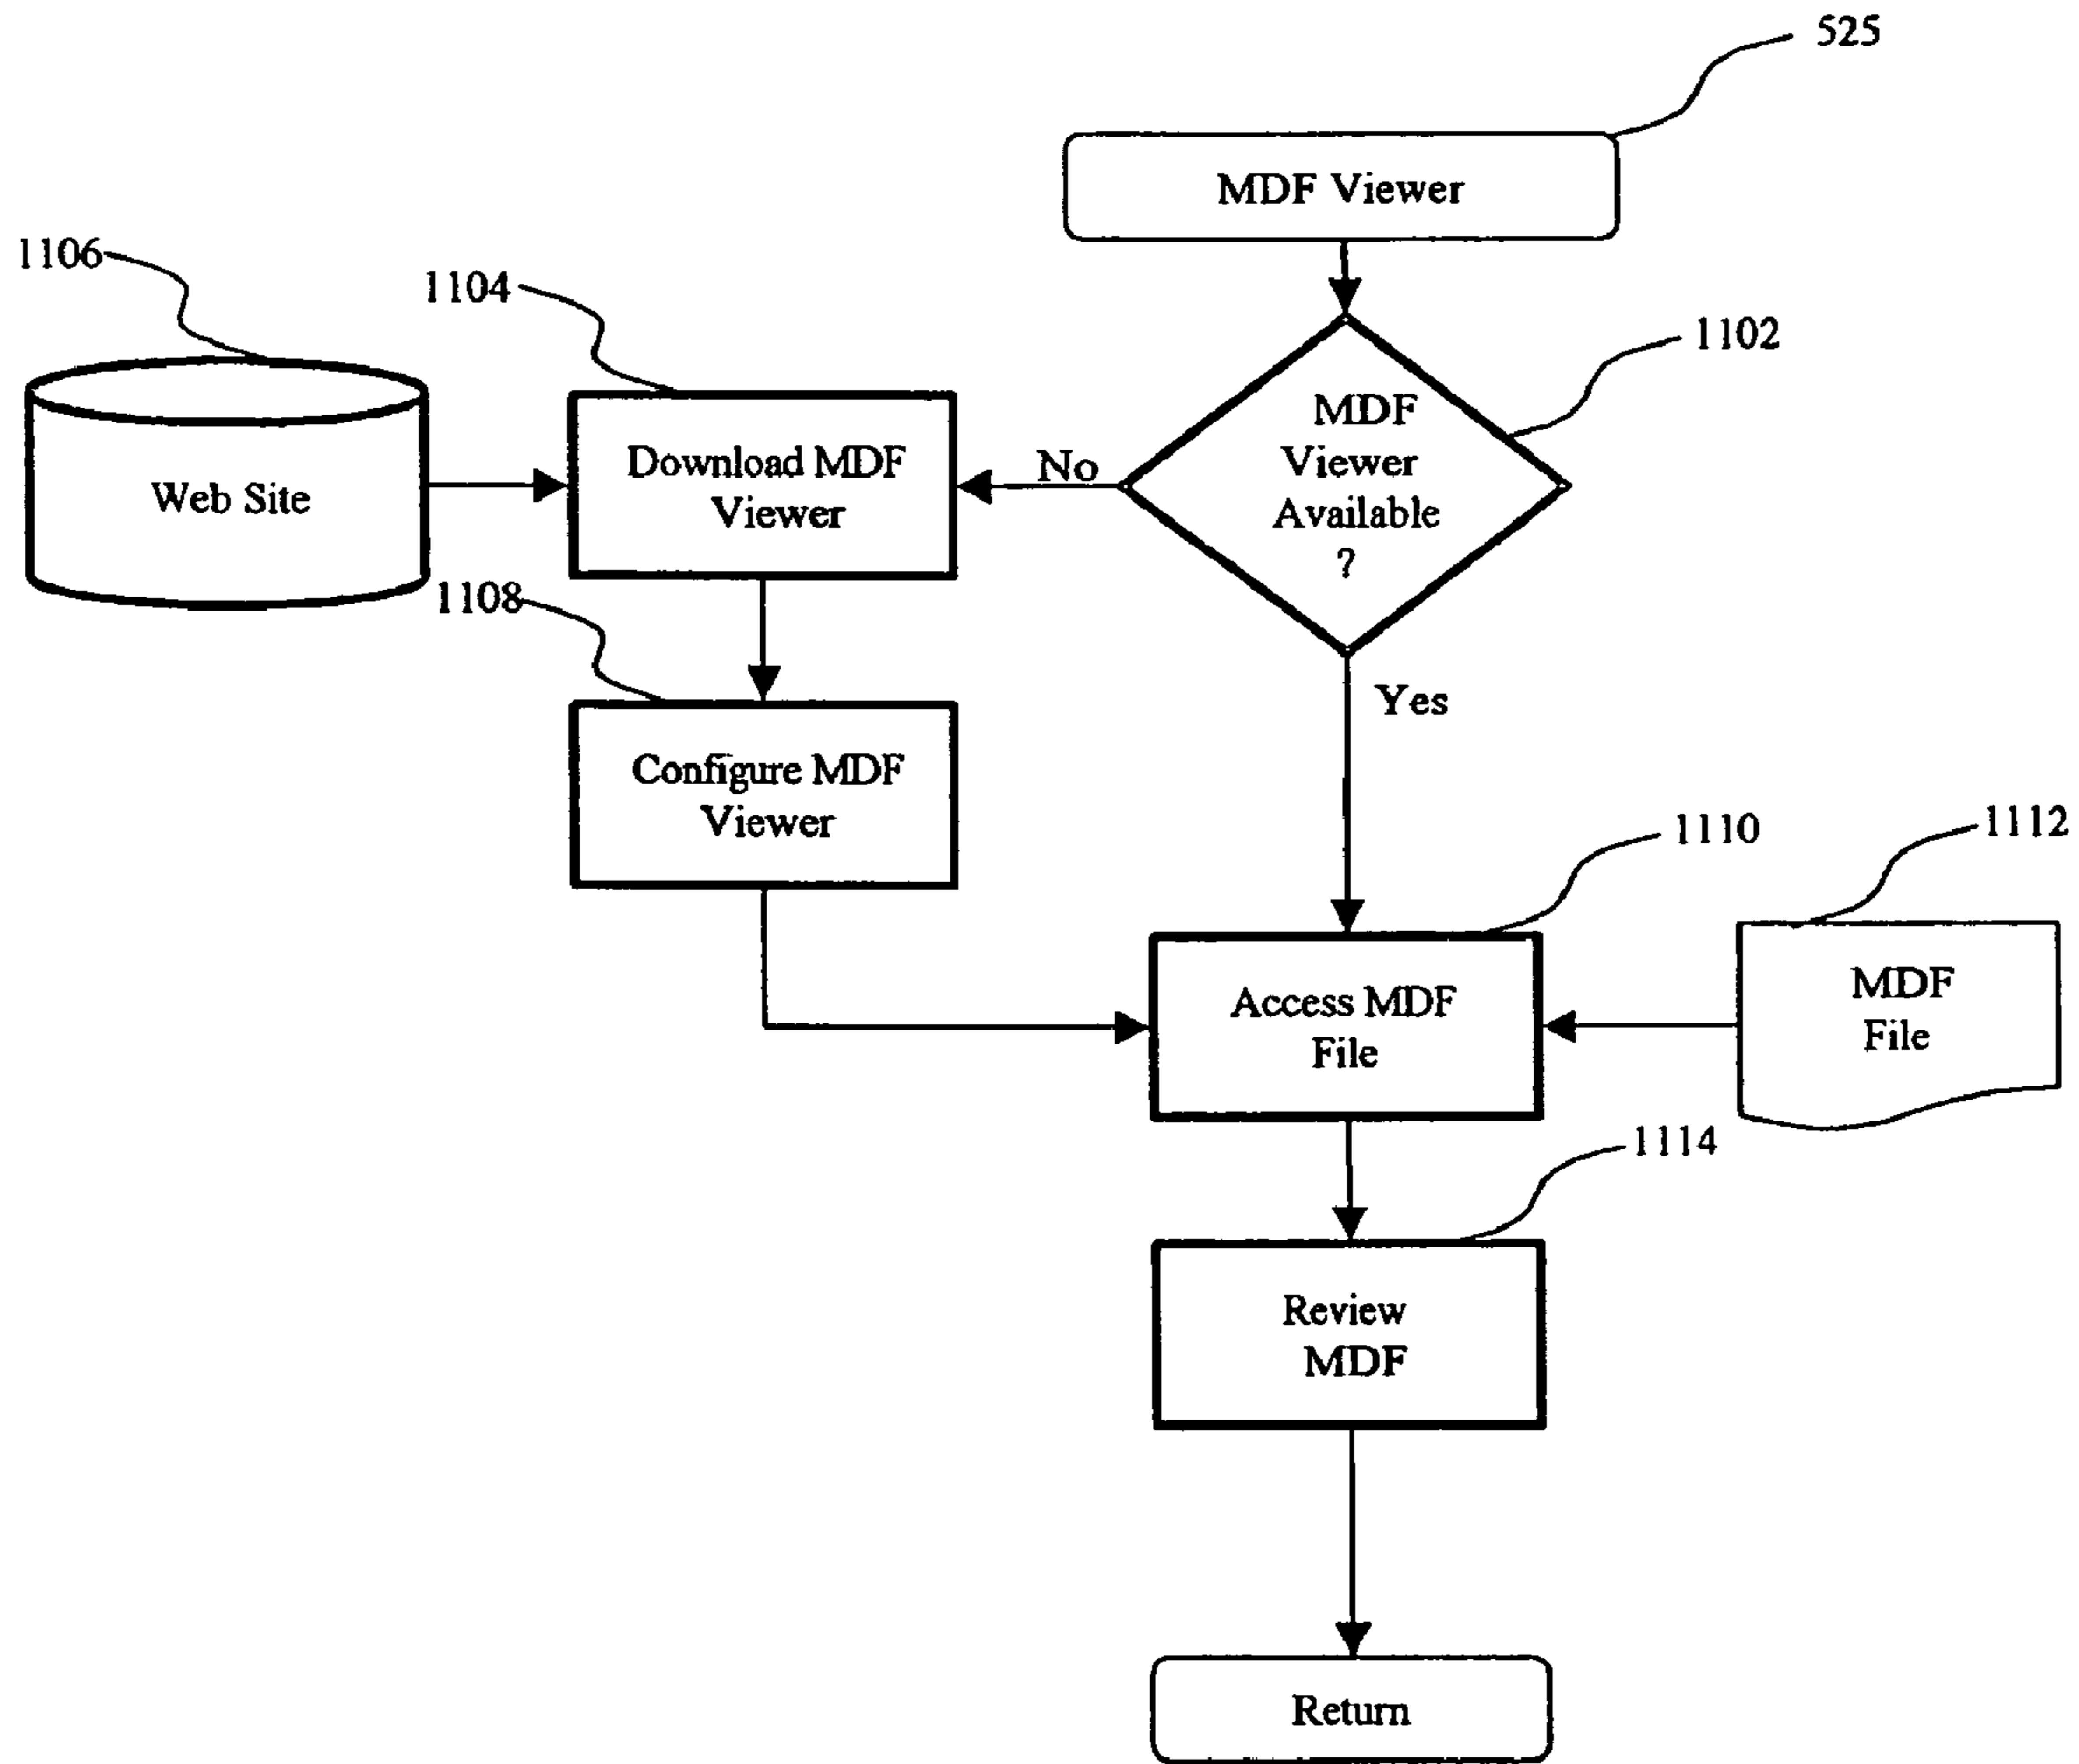 525
MDF Viewer
1106
1104
1102
MDF
Viewer
Available
?
No
Download MDF
Viewer
Web Site
1108
Yes
Configure MDF
Viewer
1110
1112
Access MDF
File
MDF
File
1114
Review
MDF
Return